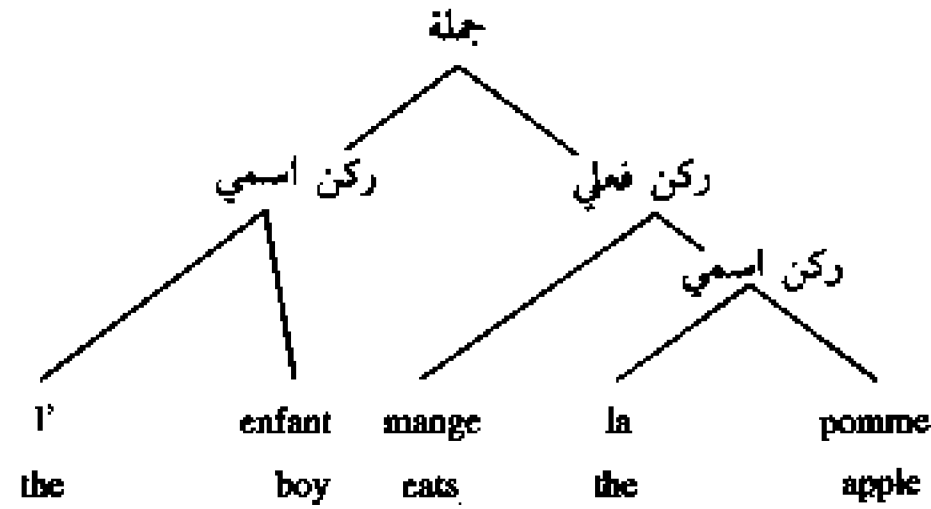 جملة
ركن اسمي ركن فعلي
ركن اسمي
l' enfant mange la pomme
the boy eats the apple